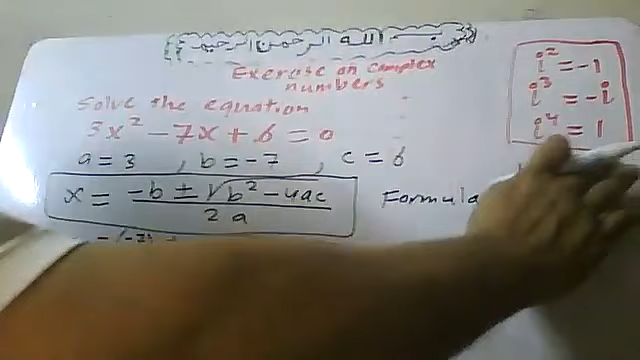 بسم الله الرحمن الرحيم
Exercise on complex
numbers
Solve the equation
3x² - 7x + 6 = 0
a = 3 , b = -7 , c = 6
x = (-b ± √(b² - 4ac)) / 2a
Formula
i² = -1
i³ = -i
i⁴ = 1